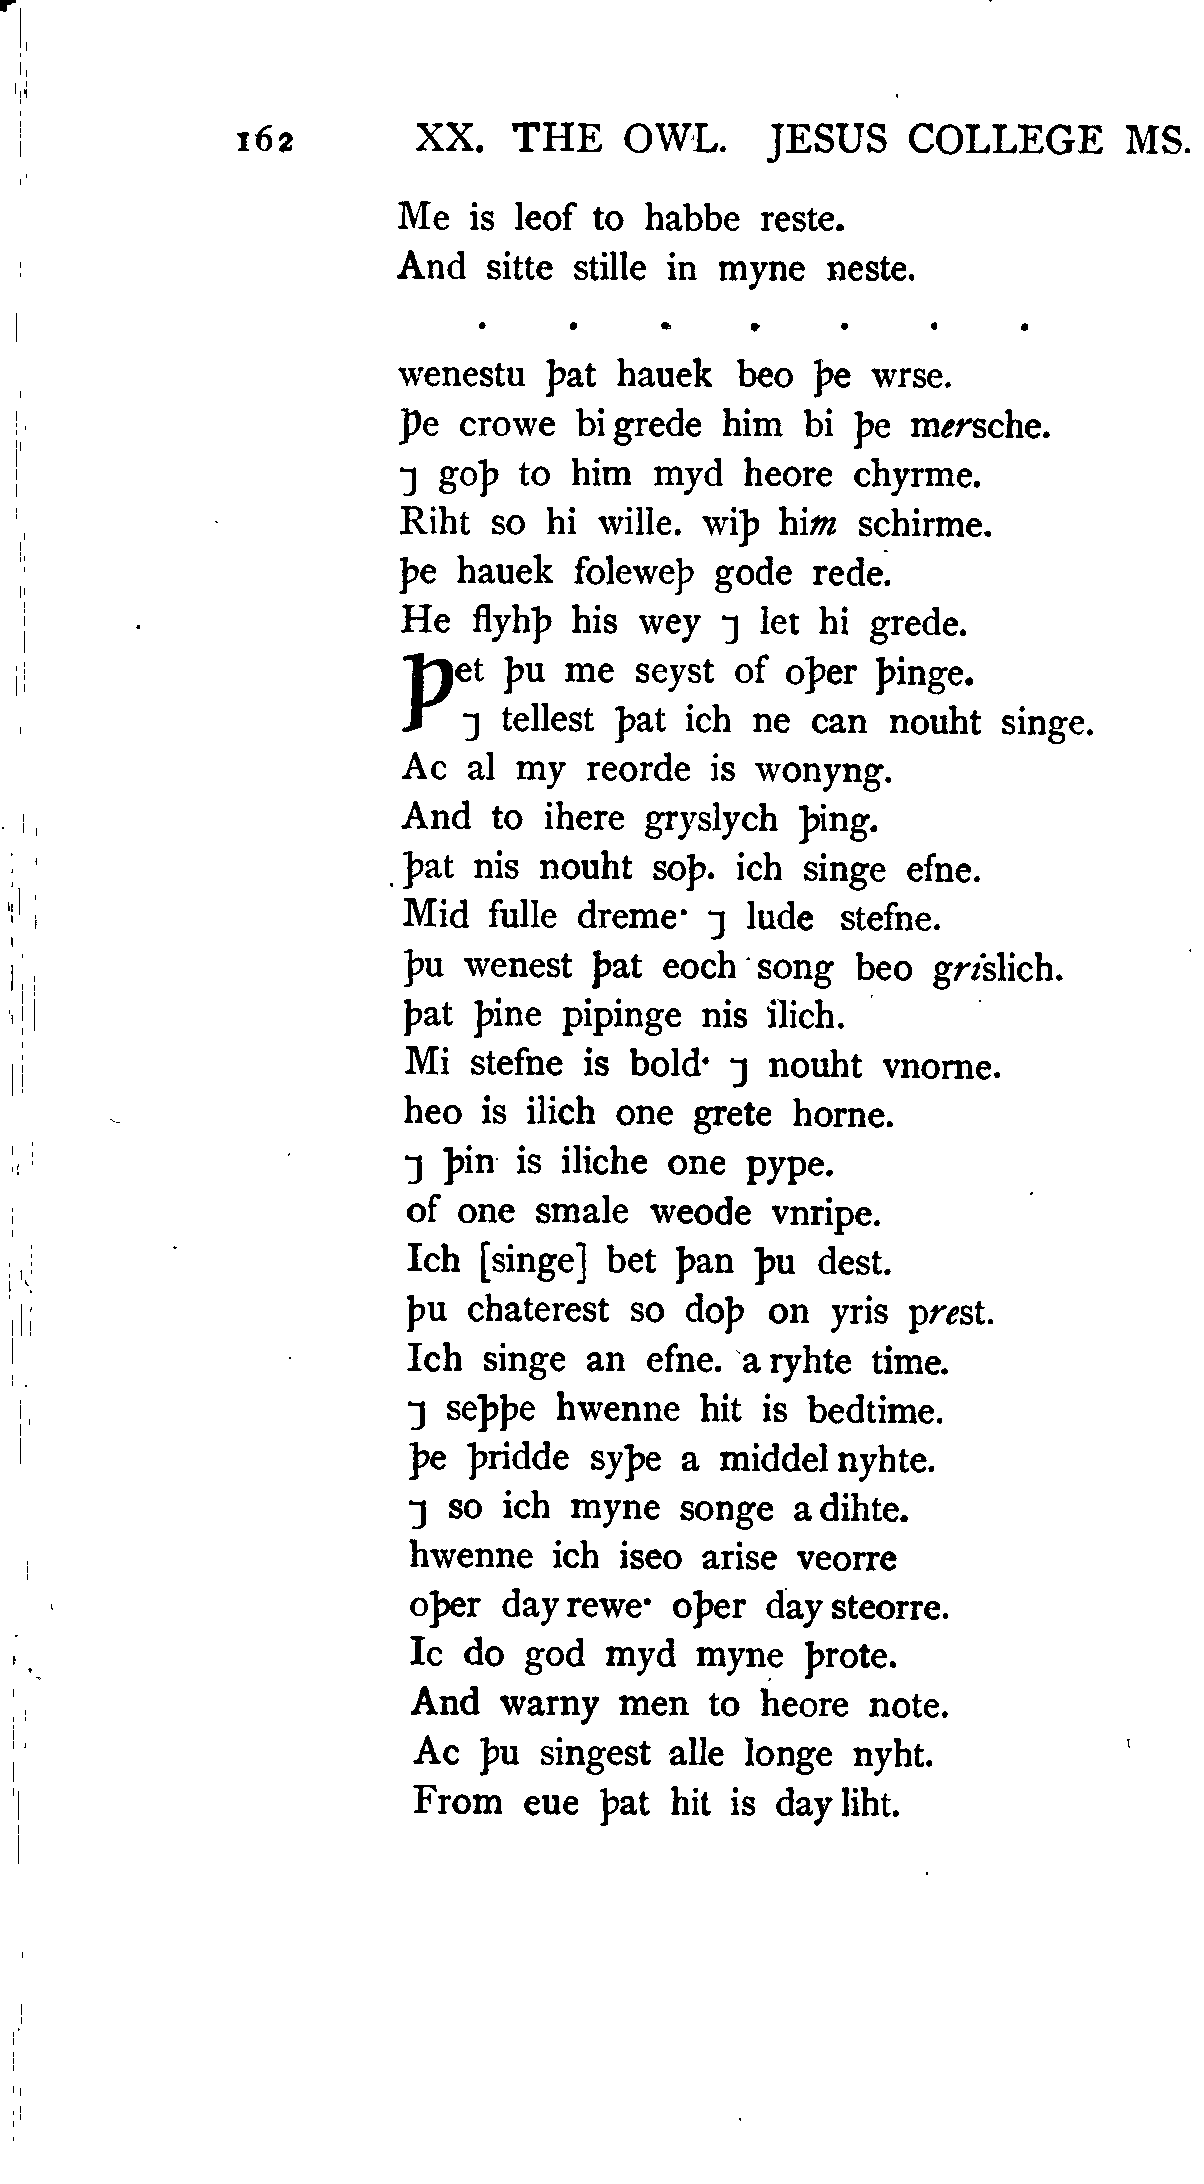 162 XX. THE OWL. JESUS COLLEGE MS.
Me is leof to habbe reste.
And sitte stille in myne neste.
. . . . . . .
wenestu þat hauek beo þe wrse.
Þe crowe bi grede him bi þe mersche.
⁊ goþ to him myd heore chyrme.
Riht so hi wille. wiþ him schirme.
þe hauek foleweþ gode rede.
He flyhþ his wey ⁊ let hi grede.
Þet þu me seyst of oþer þinge.
⁊ tellest þat ich ne can nouht singe.
Ac al my reorde is wonyng.
And to ihere gryslych þing.
þat nis nouht soþ. ich singe efne.
Mid fulle dreme· ⁊ lude stefne.
þu wenest þat eoch song beo grislich.
þat þine pipinge nis ilich.
Mi stefne is bold· ⁊ nouht vnorne.
heo is ilich one grete horne.
⁊ þin is iliche one pype.
of one smale weode vnripe.
Ich [singe] bet þan þu dest.
þu chaterest so doþ on yris prest.
Ich singe an efne. a ryhte time.
⁊ seþþe hwenne hit is bedtime.
þe þridde syþe a middel nyhte.
⁊ so ich myne songe a dihte.
hwenne ich iseo arise veorre
oþer day rewe· oþer day steorre.
Ic do god myd myne þrote.
And warny men to heore note.
Ac þu singest alle longe nyht.
From eue þat hit is day liht.